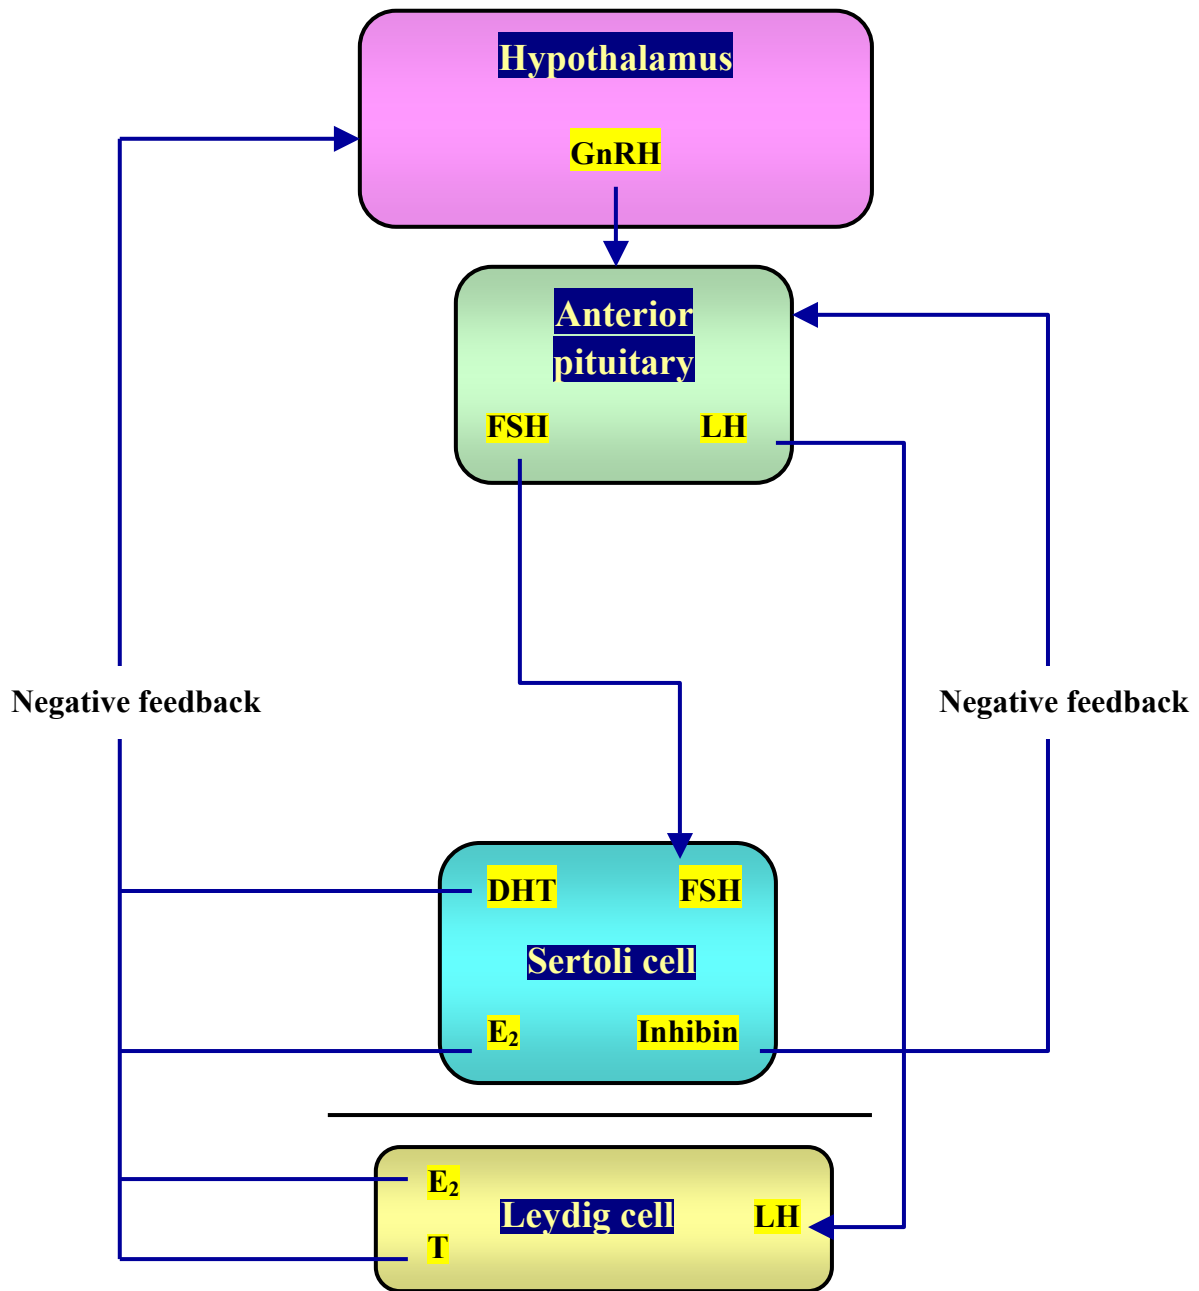 Hypothalamus
GnRH
Anterior
pituitary
FSH LH
Negative feedback Negative feedback
DHT FSH
Sertoli cell
E₂ Inhibin
E₂
Leydig cell LH
T